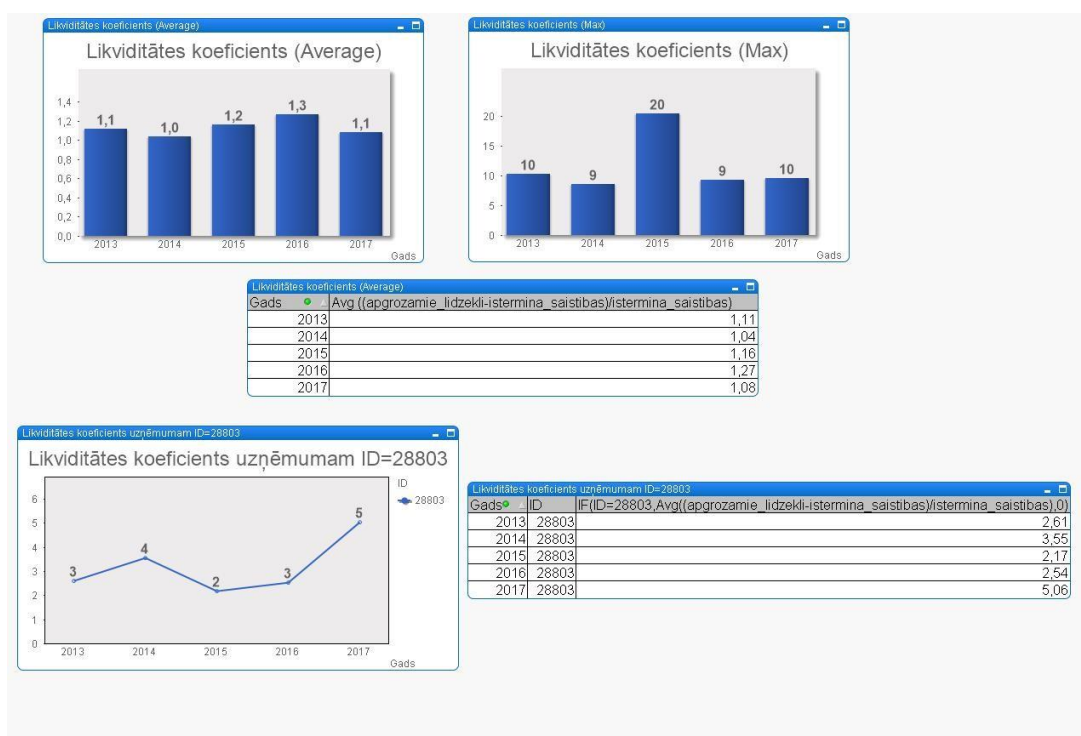 Likviditātes koeficients (Average)
Likviditātes koeficients (Average)
1,4
1,2
1,0
0,8
0,6
0,4
0,2
0,0
1,1
1,0
1,2
1,3
1,1
2013 2014 2015 2016 2017
Gads
Likviditātes koeficients (Max)
Likviditātes koeficients (Max)
20
15
10
5
0
10
9
20
9
10
2013 2014 2015 2016 2017
Gads
Likviditātes koeficients (Average)
Gads Avg ((apgrozamie_lidzekli-istermina_saistibas)/istermina_saistibas)
2013 1,11
2014 1,04
2015 1,16
2016 1,27
2017 1,08
Likviditātes koeficients uzņēmumam ID=28803
Likviditātes koeficients uzņēmumam ID=28803
6
5
4
3
2
1
0
3
4
2
3
5
2013 2014 2015 2016 2017
Gads
ID
28803
Likviditātes koeficients uzņēmumam ID=28803
Gads ID IF(ID=28803,Avg((apgrozamie_lidzekli-istermina_saistibas)/istermina_saistibas),0)
2013 28803 2,61
2014 28803 3,55
2015 28803 2,17
2016 28803 2,54
2017 28803 5,06